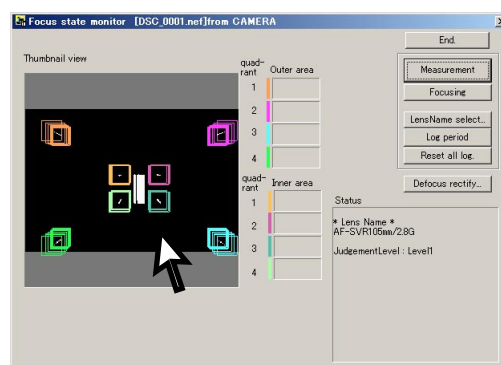 Focus state monitor [DSC_0001.nef]from CAMERA
End.
Thumbnail view
quad-
rant
Outer area
1
2
3
4
quad-
rant
Inner area
1
2
3
4
Measurement
Focusing
LensName select..
Log period
Reset all log.
Defocus rectify...
Status
* Lens Name *
AF-SVR105mm/2.8G
JudgementLevel : Level1